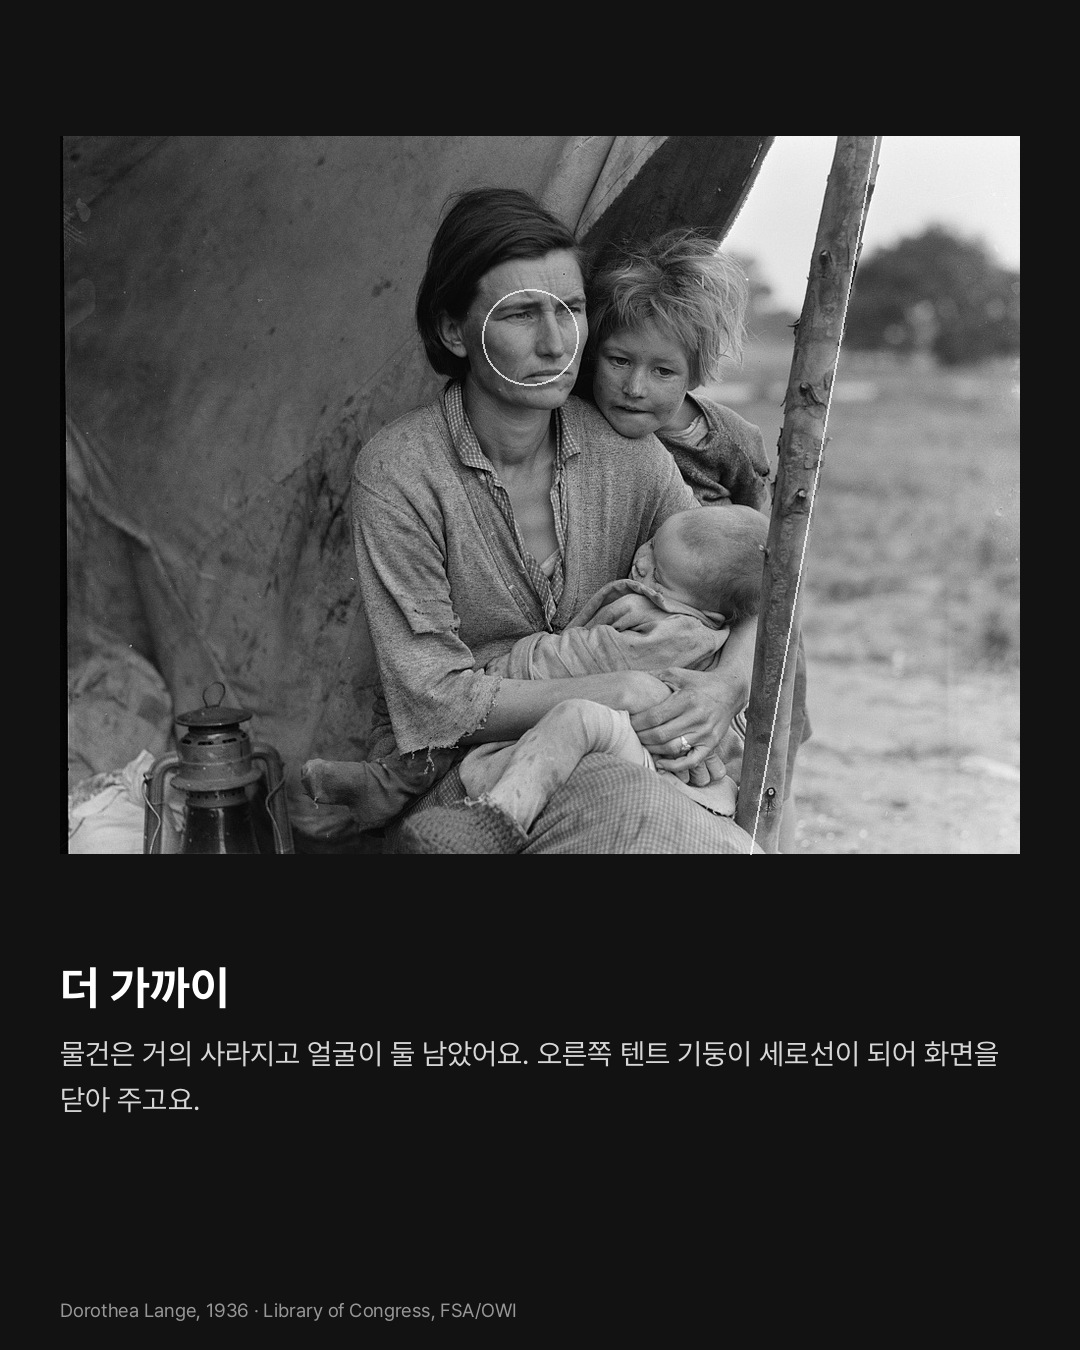 더 가까이
물건은 거의 사라지고 얼굴이 둘 남았어요. 오른쪽 텐트 기둥이 세로선이 되어 화면을
닫아 주고요.
Dorothea Lange, 1936 · Library of Congress, FSA/OWI